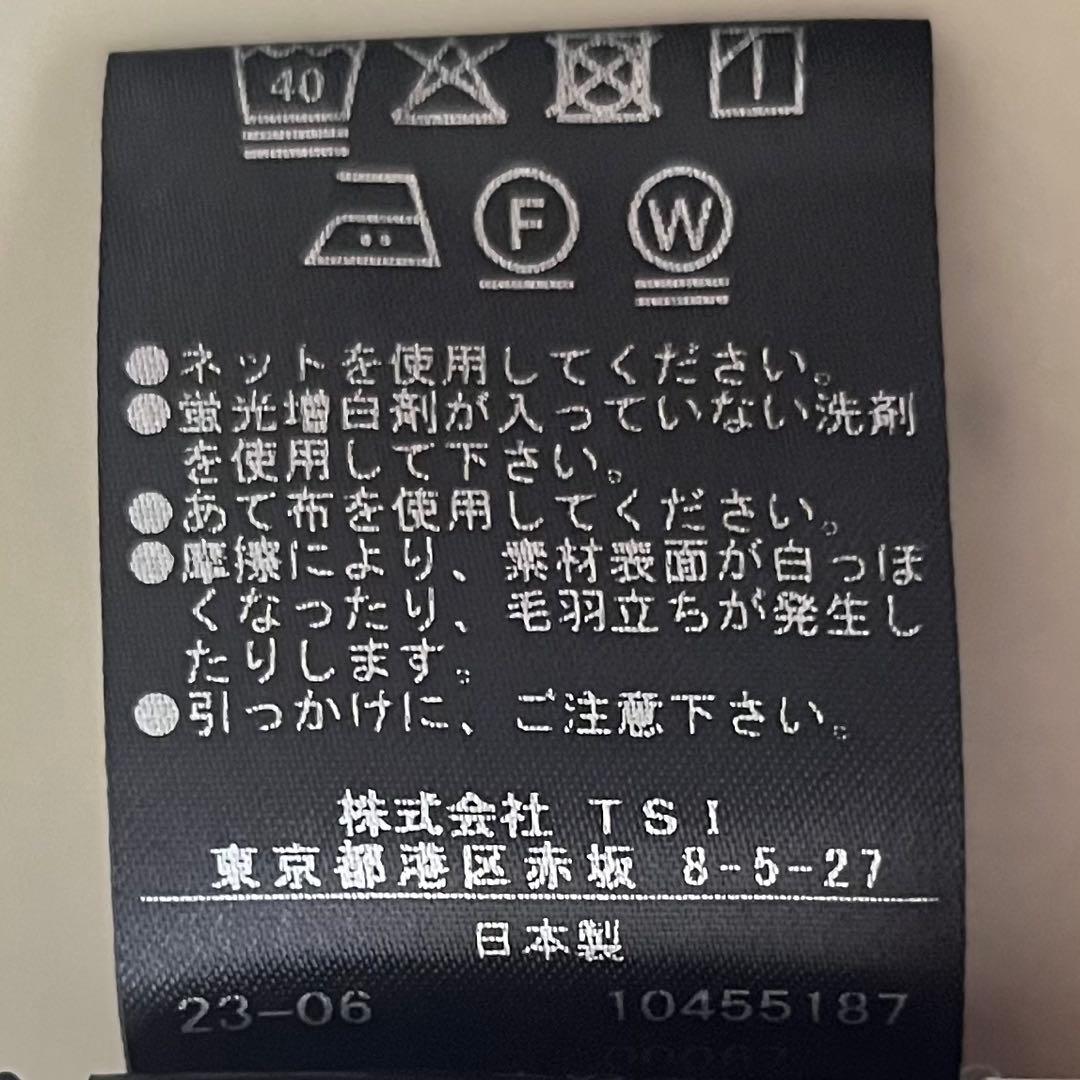 40
F W
●ネットを使用してください。
●蛍光増白剤が入っていない洗剤
を使用して下さい。
●あて布を使用してください。
●摩擦により、素材表面が白っぽ
くなったり、毛羽立ちが発生し
たりします。
●引っかけに、ご注意下さい。
株式会社 TSI
東京都港区赤坂 8-5-27
日本製
23-06 10455187